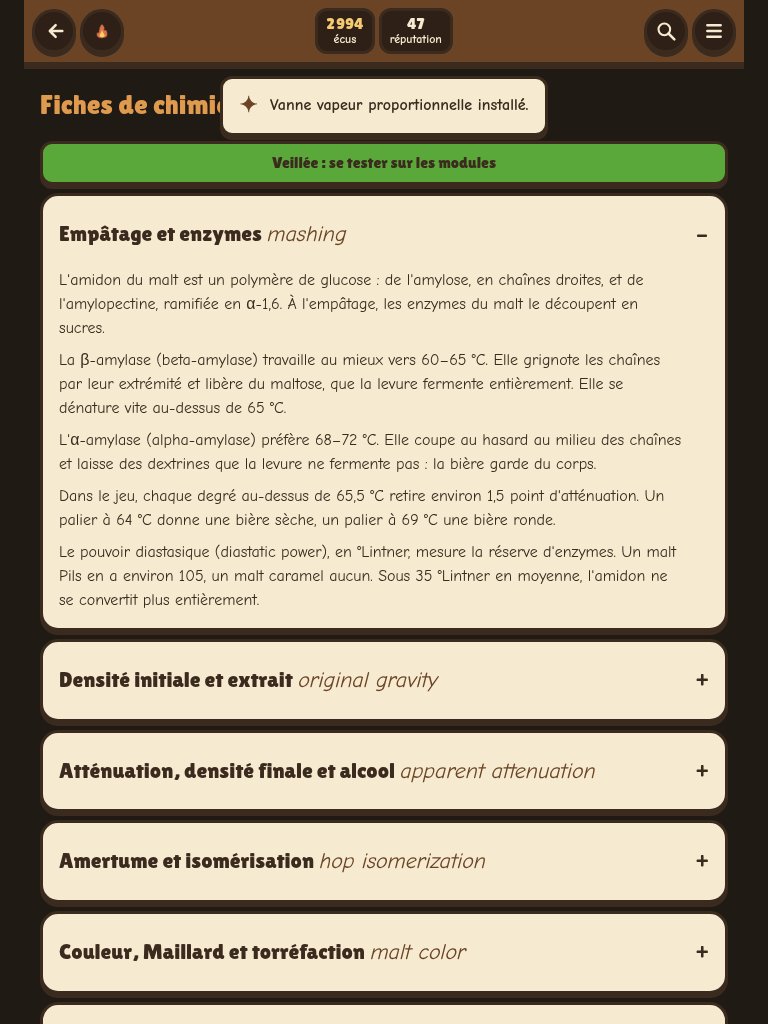 2 994
écus
47
réputation
Fiches de chimi
Vanne vapeur proportionnelle installé.
Veillée : se tester sur les modules
Empâtage et enzymes mashing
–
L'amidon du malt est un polymère de glucose : de l'amylose, en chaînes droites, et de
l'amylopectine, ramifiée en α-1,6. À l'empâtage, les enzymes du malt le découpent en
sucres.
La β-amylase (beta-amylase) travaille au mieux vers 60–65 °C. Elle grignote les chaînes
par leur extrémité et libère du maltose, que la levure fermente entièrement. Elle se
dénature vite au-dessus de 65 °C.
L'α-amylase (alpha-amylase) préfère 68–72 °C. Elle coupe au hasard au milieu des chaînes
et laisse des dextrines que la levure ne fermente pas : la bière garde du corps.
Dans le jeu, chaque degré au-dessus de 65,5 °C retire environ 1,5 point d'atténuation. Un
palier à 64 °C donne une bière sèche, un palier à 69 °C une bière ronde.
Le pouvoir diastasique (diastatic power), en °Lintner, mesure la réserve d'enzymes. Un malt
Pils en a environ 105, un malt caramel aucun. Sous 35 °Lintner en moyenne, l'amidon ne
se convertit plus entièrement.
Densité initiale et extrait original gravity
+
Atténuation, densité finale et alcool apparent attenuation
+
Amertume et isomérisation hop isomerization
+
Couleur, Maillard et torréfaction malt color
+